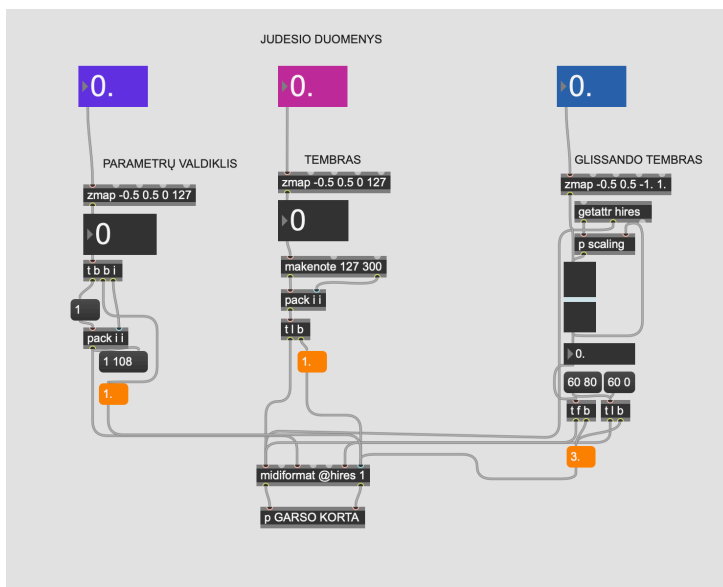 JUDESIO DUOMENYS
0.
0.
0.
PARAMETRŲ VALDIKLIS
TEMBRAS
GLISSANDO TEMBRAS
zmap -0.5 0.5 0 127
zmap -0.5 0.5 0 127
zmap -0.5 0.5 -1. 1.
0
0
getattr hires
p scaling
t b b i
makenote 127 300
1
pack i i
pack i i
t l b
1 108
1.
0.
1.
60 80
60 0
t f b
t l b
3.
midiformat @hires 1
p GARSO KORTA